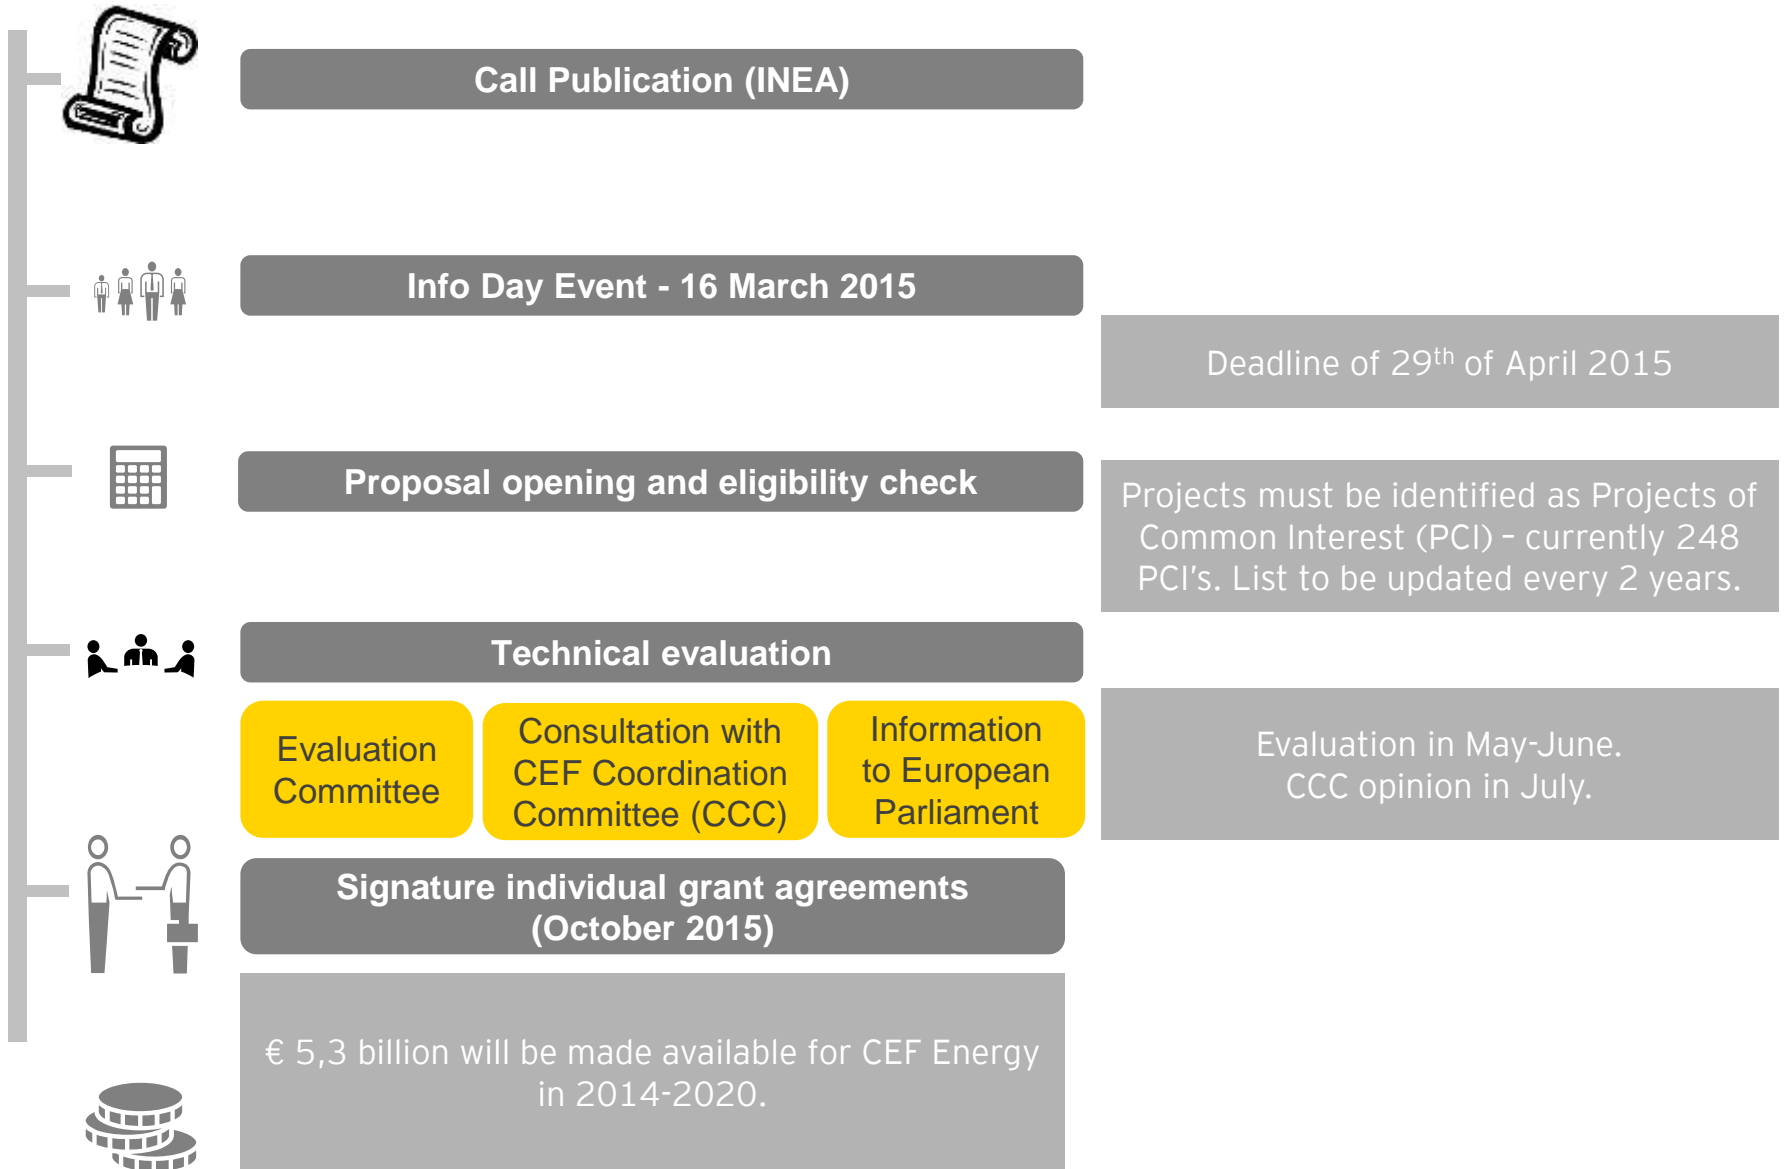 Call Publication (INEA)
Info Day Event - 16 March 2015
Deadline of 29th of April 2015
Proposal opening and eligibility check
Projects must be identified as Projects of
Common Interest (PCI) – currently 248
PCI's. List to be updated every 2 years.
Technical evaluation
Evaluation
Committee
Consultation with
CEF Coordination
Committee (CCC)
Information
to European
Parliament
Evaluation in May-June.
CCC opinion in July.
Signature individual grant agreements
(October 2015)
€ 5,3 billion will be made available for CEF Energy
in 2014-2020.